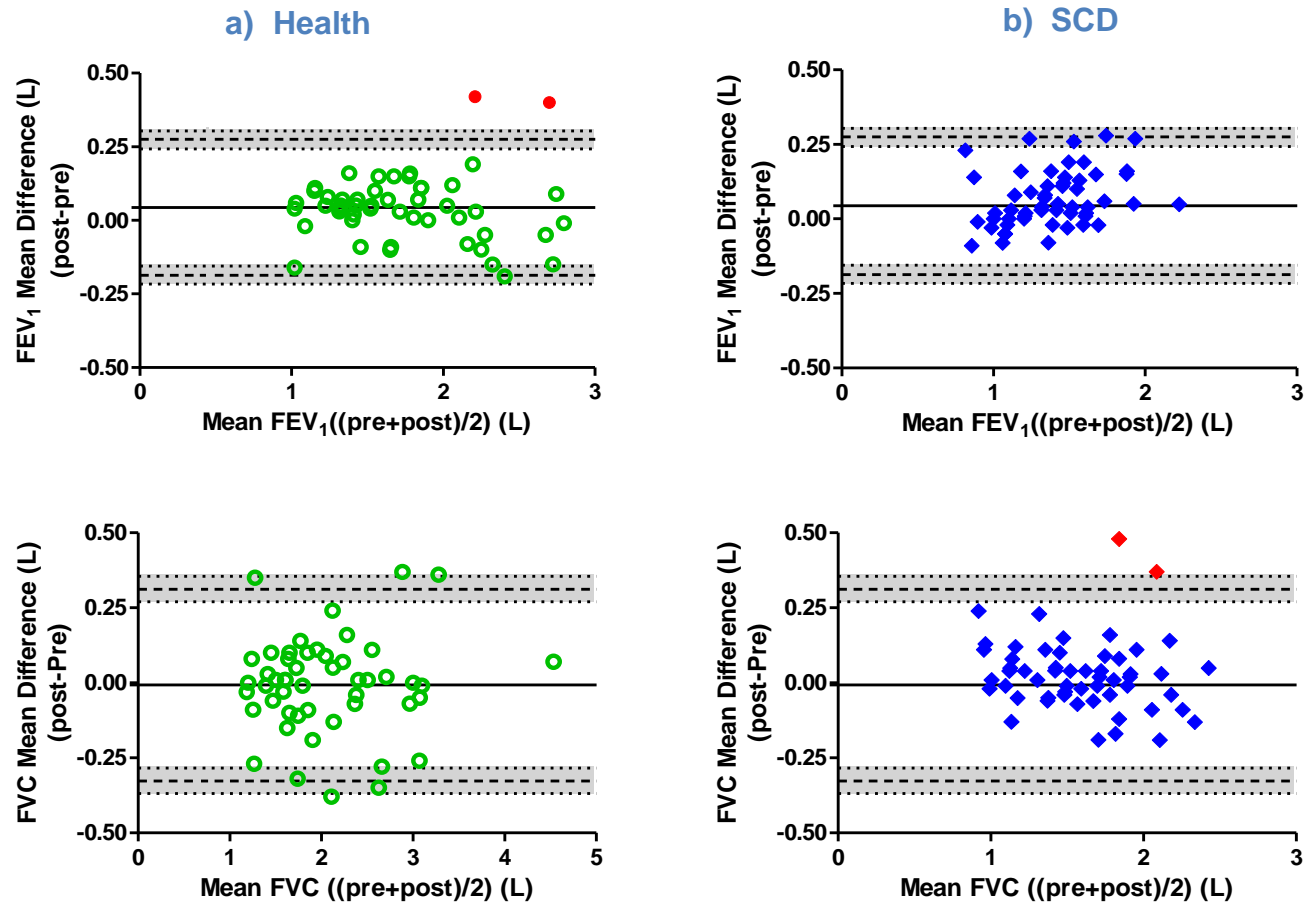 a) Health
b) SCD
FEV1 Mean Difference (L)
(post-pre)
0.50
0.25
0.00
-0.25
-0.50
0
1
2
3
Mean FEV1((pre+post)/2) (L)
FEV1 Mean Difference (L)
(post-pre)
0.50
0.25
0.00
-0.25
-0.50
0
1
2
3
Mean FEV1((pre+post)/2) (L)
FVC Mean Difference (L)
(post-Pre)
0.50
0.25
0.00
-0.25
-0.50
0
1
2
3
4
5
Mean FVC ((pre+post)/2) (L)
FVC Mean Difference (L)
(post-Pre)
0.50
0.25
0.00
-0.25
-0.50
0
1
2
3
Mean FVC ((pre+post)/2) (L)